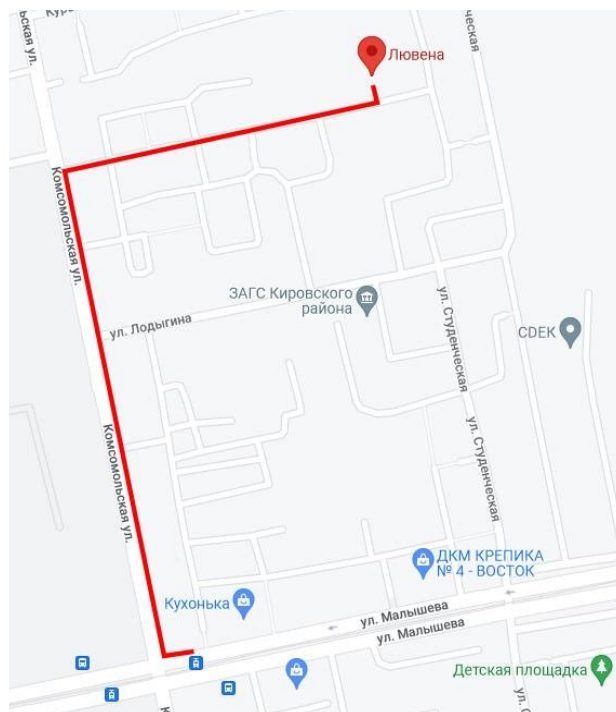 Лювена
Комсомольская ул.
ЗАГС Кировского
района
ул. Лодыгина
ул. Студенческая
CDEK
Комсомольская ул.
ул. Студенческая
ДКМ КРЕПИКА
№ 4 - ВОСТОК
Кухонька
ул. Малышева
ул. Малышева
Детская площадка